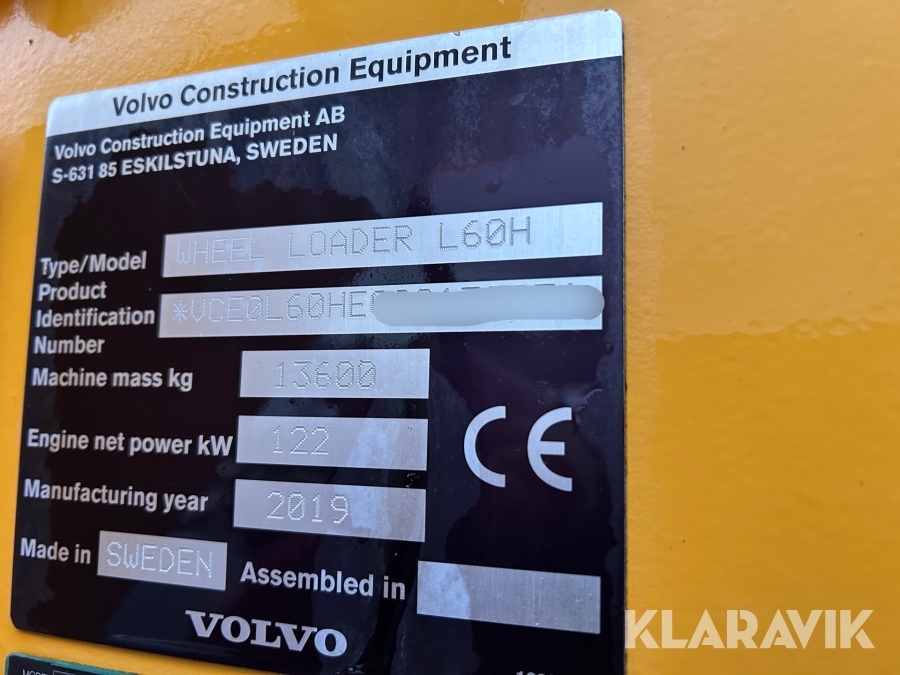 Volvo Construction Equipment
Volvo Construction Equipment AB
S-631 85 ESKILSTUNA, SWEDEN
Type/Model WHEEL LOADER L60H
Product
Identification *VCE0L60HE
Number
Machine mass kg 13600
Engine net power kW 122
Manufacturing year 2019
CE
Made in SWEDEN Assembled in
VOLVO
KLARAVIK